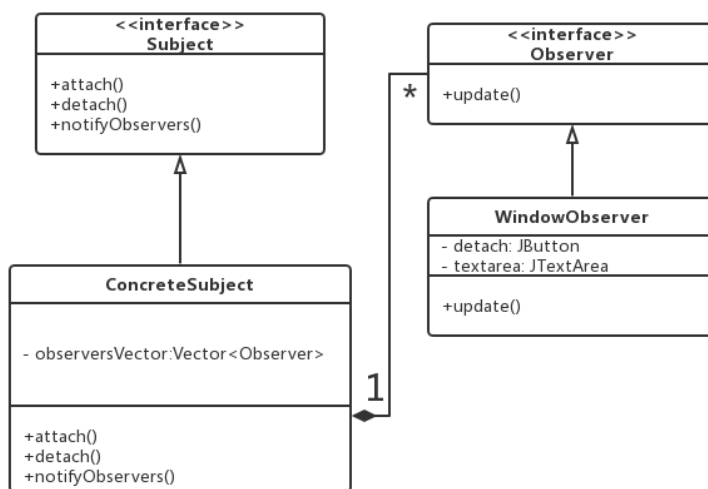 <<interface>>
Subject
+attach()
+detach()
+notifyObservers()
<<interface>>
Observer
+update()
*
WindowObserver
- detach: JButton
- textarea: JTextArea
+update()
ConcreteSubject
- observersVector:Vector<Observer>
1
+attach()
+detach()
+notifyObservers()